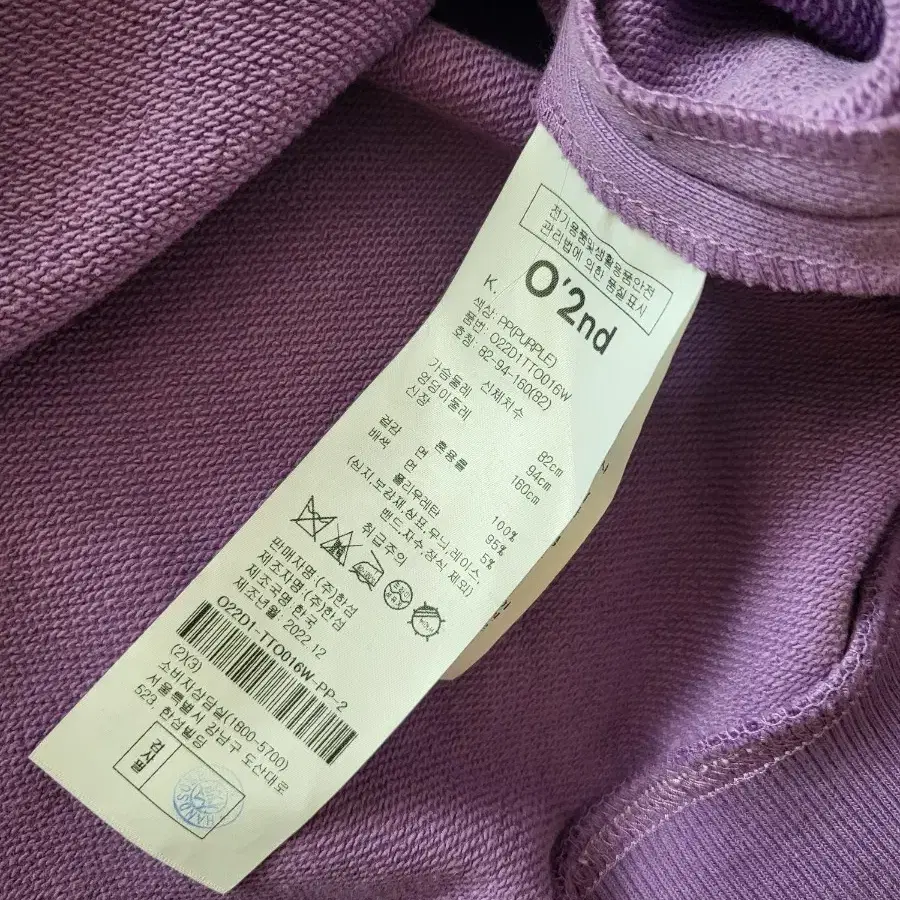 전기용품및생활용품안전
관리법에 의한 품질표시
K.
O'2nd
색상: PP(PURPLE)
품번: O22D1TTO016W
호칭: 82-94-160(82)
신체치수
가슴둘레 82cm
엉덩이둘레 94cm
신장 160cm
혼용률
겉감 면 100%
배색 면 95%
폴리우레탄 5%
(심지,보강재,상표,무늬,레이스,
밴드,자수,장식 제외)
취급주의
판매자명:(주)한섬
제조자명:(주)한섬
제조국명 한국
제조년월: 2022.12
O22D1-TTO016W-PP-2
(2)(3)
소비자상담실(1800-5700)
서울특별시 강남구 도산대로
523, 한섬빌딩
검사필